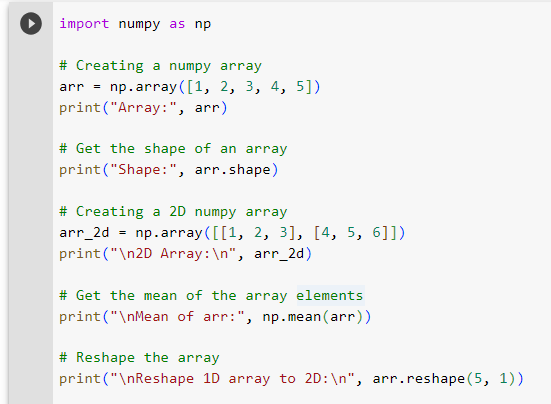 import numpy as np
# Creating a numpy array
arr = np.array([1, 2, 3, 4, 5])
print("Array:", arr)
# Get the shape of an array
print("Shape:", arr.shape)
# Creating a 2D numpy array
arr_2d = np.array([[1, 2, 3], [4, 5, 6]])
print("\n2D Array:\n", arr_2d)
# Get the mean of the array elements
print("\nMean of arr:", np.mean(arr))
# Reshape the array
print("\nReshape 1D array to 2D:\n", arr.reshape(5, 1))